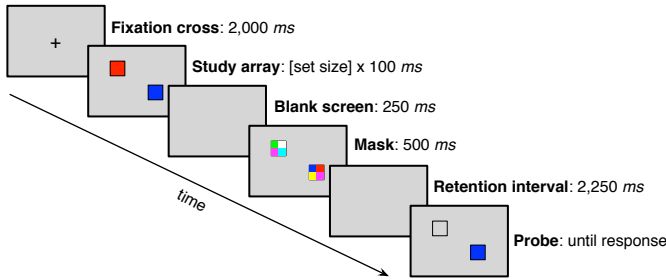 Fixation cross: 2,000 ms
Study array: [set size] x 100 ms
Blank screen: 250 ms
Mask: 500 ms
Retention interval: 2,250 ms
Probe: until response
time